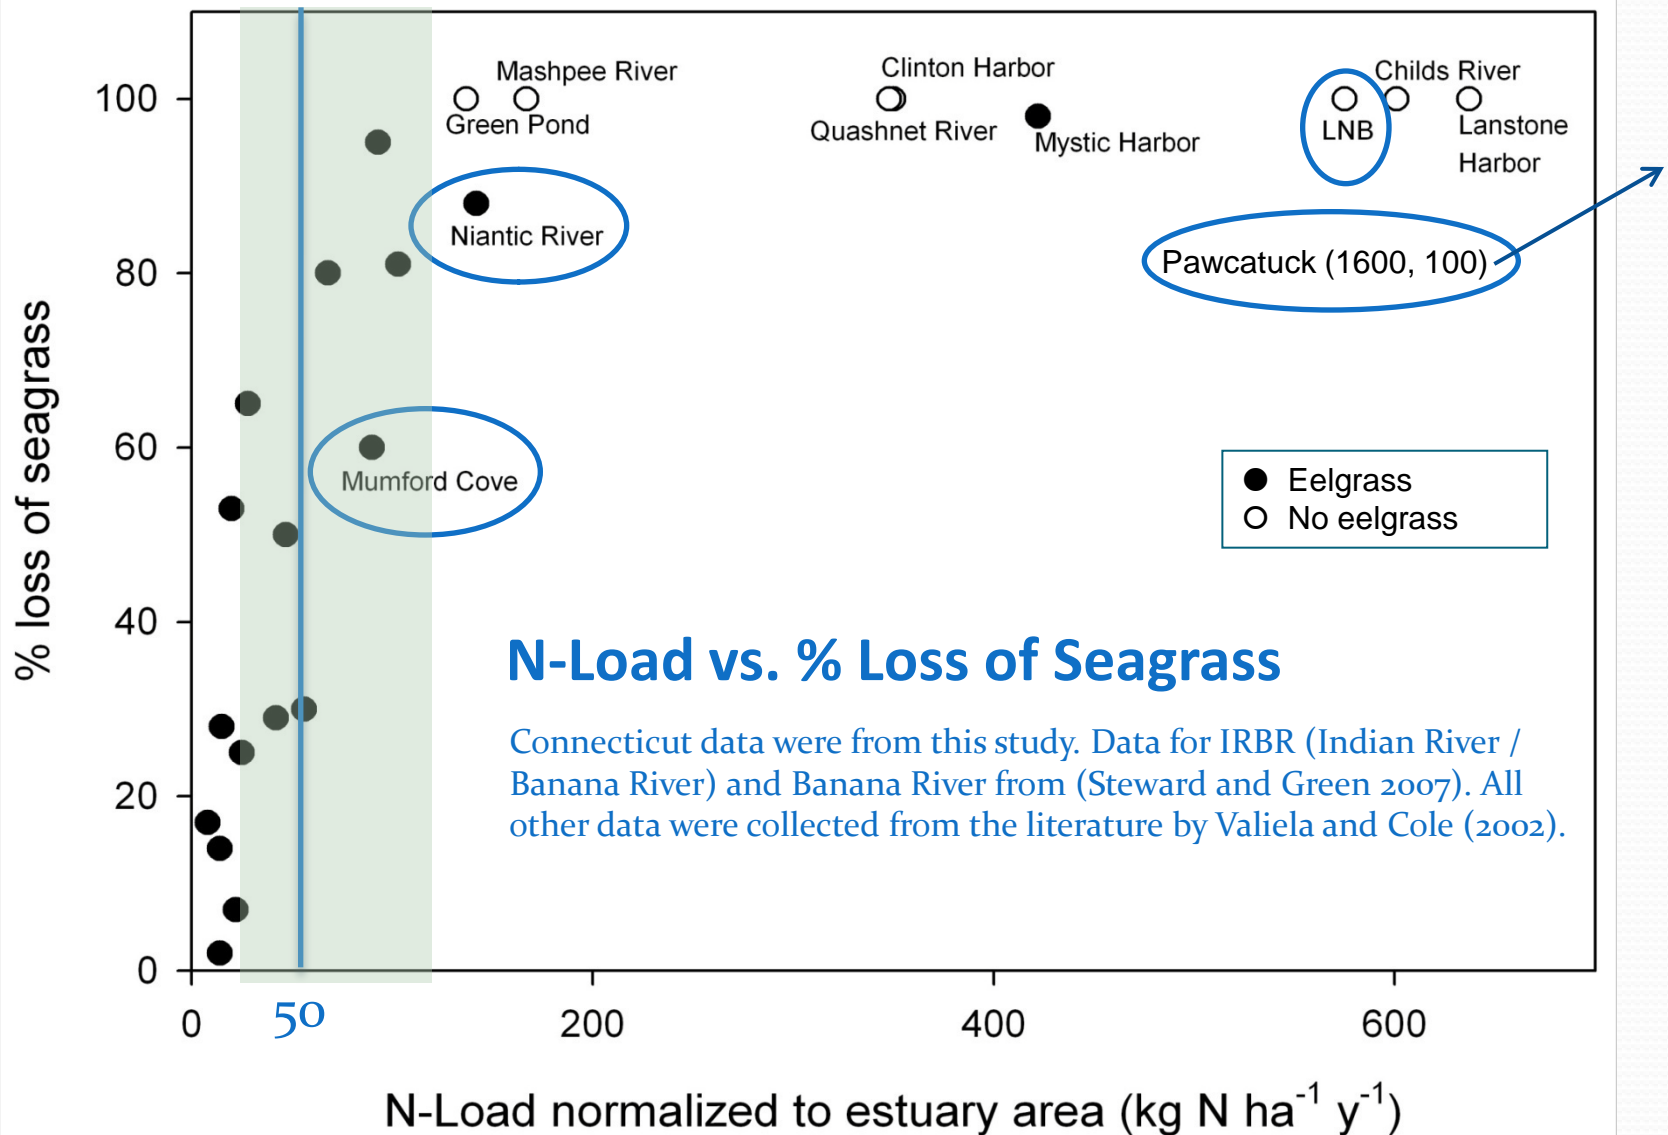 Mashpee River
Clinton Harbor
Childs River
100
Green Pond
Quashnet River
Mystic Harbor
LNB
Lanstone
Harbor
Niantic River
80
Pawcatuck (1600, 100)
% loss of seagrass
60
Mumford Cove
Eelgrass
No eelgrass
40
N-Load vs. % Loss of Seagrass
Connecticut data were from this study. Data for IRBR (Indian River /
Banana River) and Banana River from (Steward and Green 2007). All
other data were collected from the literature by Valiela and Cole (2002).
20
0
0
50
200
400
600
N-Load normalized to estuary area (kg N ha⁻¹ y⁻¹)